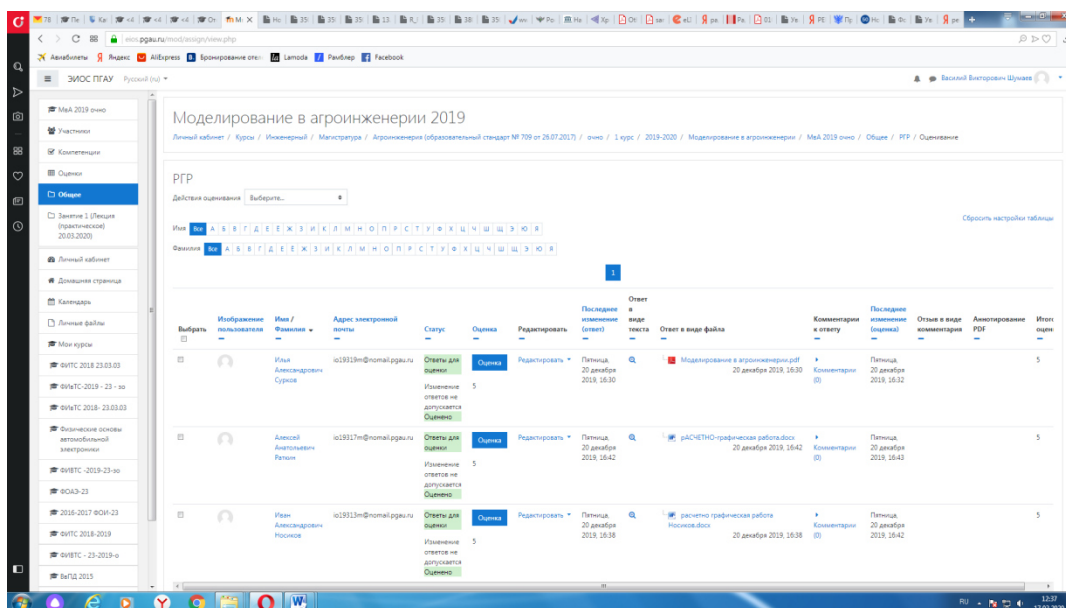 eios.pgau.ru/mod/assign/view.php
Авиабилеты Яндекс AliExpress Бронирование отел Lamoda Рамблер Facebook
ЭИОС ПГАУ Русский (ru)
Василий Викторович Шумаев
МвА 2019 очно
Участники
Компетенции
Оценки
Общее
Занятие 1 (Лекция
(практическое)
20.03.2020)
Личный кабинет
Домашняя страница
Календарь
Личные файлы
Мои курсы
ФИТС 2018 23.03.03
ФИвТС-2019 - 23 - зо
ФИвТС 2018- 23.03.03
Физические основы
автомобильной
электроники
ФИВТС -2019-23-зо
ФОАЭ-23
2016-2017 ФОИ-23
ФИТС 2018-2019
ФИВТС - 23-2019-о
ВеПД 2015
Моделирование в агроинженерии 2019
Личный кабинет / Курсы / Инженерный / Магистратура / Агроинженерия (образовательный стандарт № 709 от 26.07.2017) / очно / 1 курс / 2019-2020 / Моделирование в агроинженерии / МвА 2019 очно / Общее / РГР / Оценивание
РГР
Действия оценивания Выберите...
Сбросить настройки таблицы
Имя Все А Б В Г Д Е Ё Ж З И К Л М Н О П Р С Т У Ф Х Ц Ч Ш Щ Э Ю Я
Фамилия Все А Б В Г Д Е Ё Ж З И К Л М Н О П Р С Т У Ф Х Ц Ч Ш Щ Э Ю Я
1
Выбрать
Изображение
пользователя
Имя /
Фамилия
Адрес электронной
почты
Статус
Оценка
Редактировать
Последнее
изменение
(ответ)
Ответ
в
виде
текста
Ответ в виде файла
Комментарии
к ответу
Последнее
изменение
(оценка)
Отзыв в виде
комментария
Аннотирование
PDF
Итого
оцен
Илья
Александрович
Сурков
io19319m@nomail.pgau.ru
Ответы для
оценки
Изменение
ответов не
допускается
Оценено
Оценка
5
Редактировать
Пятница,
20 декабря
2019, 16:30
Моделирование в агроинженерии.pdf
20 декабря 2019, 16:30
Комментарии
(0)
Пятница,
20 декабря
2019, 16:32
5
Алексей
Анатольевич
Раткин
io19317m@nomail.pgau.ru
Ответы для
оценки
Изменение
ответов не
допускается
Оценено
Оценка
5
Редактировать
Пятница,
20 декабря
2019, 16:42
рАСЧЕТНО-графическая работа.docx
20 декабря 2019, 16:42
Комментарии
(0)
Пятница,
20 декабря
2019, 16:43
5
Иван
Александрович
Носиков
io19313m@nomail.pgau.ru
Ответы для
оценки
Изменение
ответов не
допускается
Оценено
Оценка
5
Редактировать
Пятница,
20 декабря
2019, 16:38
расчетно графическая работа
Носиков.docx
20 декабря 2019, 16:38
Комментарии
(0)
Пятница,
20 декабря
2019, 16:42
5
RU
12:37